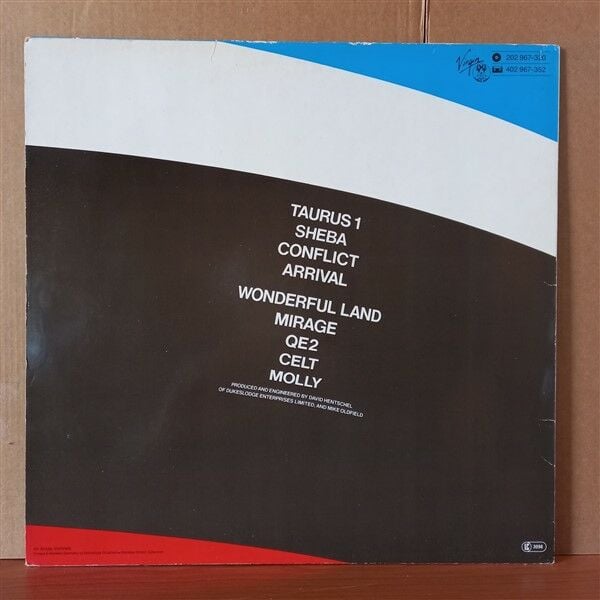 Virgin
202 967-320
402 967-352
TAURUS 1
SHEBA
CONFLICT
ARRIVAL
WONDERFUL LAND
MIRAGE
QE2
CELT
MOLLY
PRODUCED AND ENGINEERED BY DAVID HENTSCHEL
OF DUKESLODGE ENTERPRISES LIMITED, AND MIKE OLDFIELD